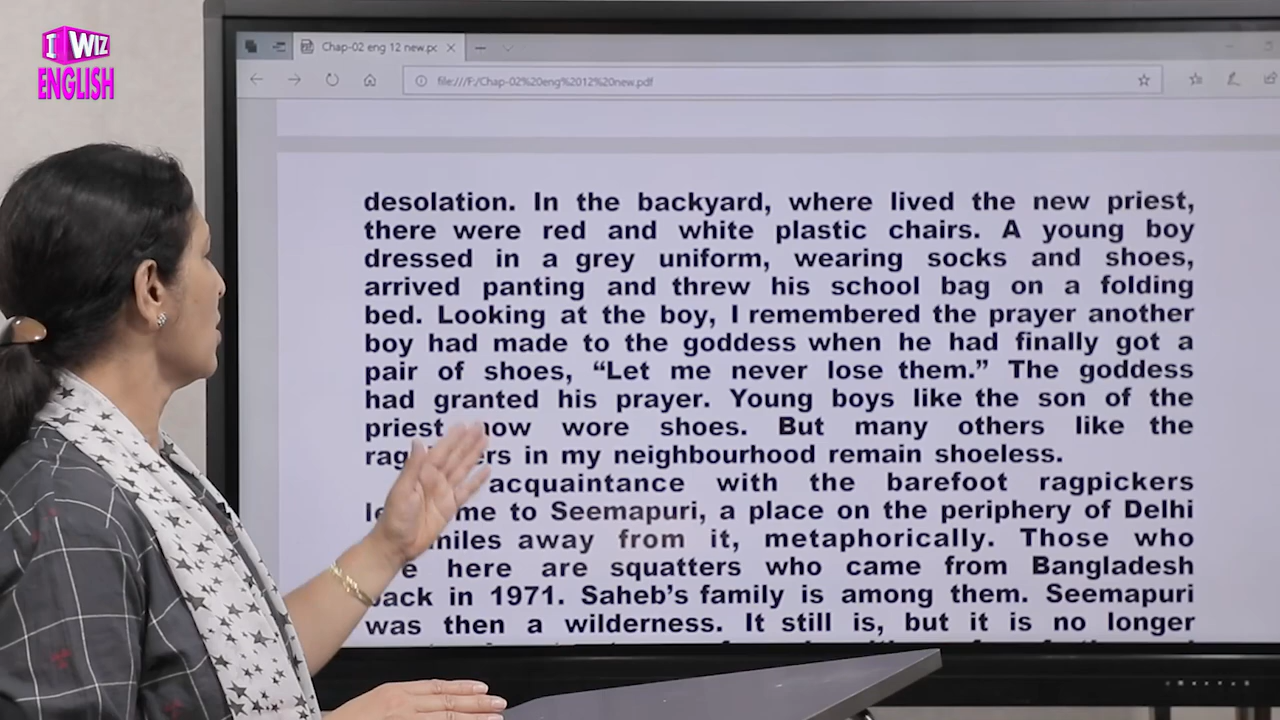 I WIZ
ENGLISH
Chap-02 eng 12 new.pc
file:///F:/Chap-02%20eng%2012%20new.pdf
desolation. In the backyard, where lived the new priest,
there were red and white plastic chairs. A young boy
dressed in a grey uniform, wearing socks and shoes,
arrived panting and threw his school bag on a folding
bed. Looking at the boy, I remembered the prayer another
boy had made to the goddess when he had finally got a
pair of shoes, “Let me never lose them.” The goddess
had granted his prayer. Young boys like the son of the
priest now wore shoes. But many others like the
in my neighbourhood remain shoeless.
acquaintance with the barefoot ragpickers
me to Seemapuri, a place on the periphery of Delhi
miles away from it, metaphorically. Those who
here are squatters who came from Bangladesh
back in 1971. Saheb’s family is among them. Seemapuri
was then a wilderness. It still is, but it is no longer